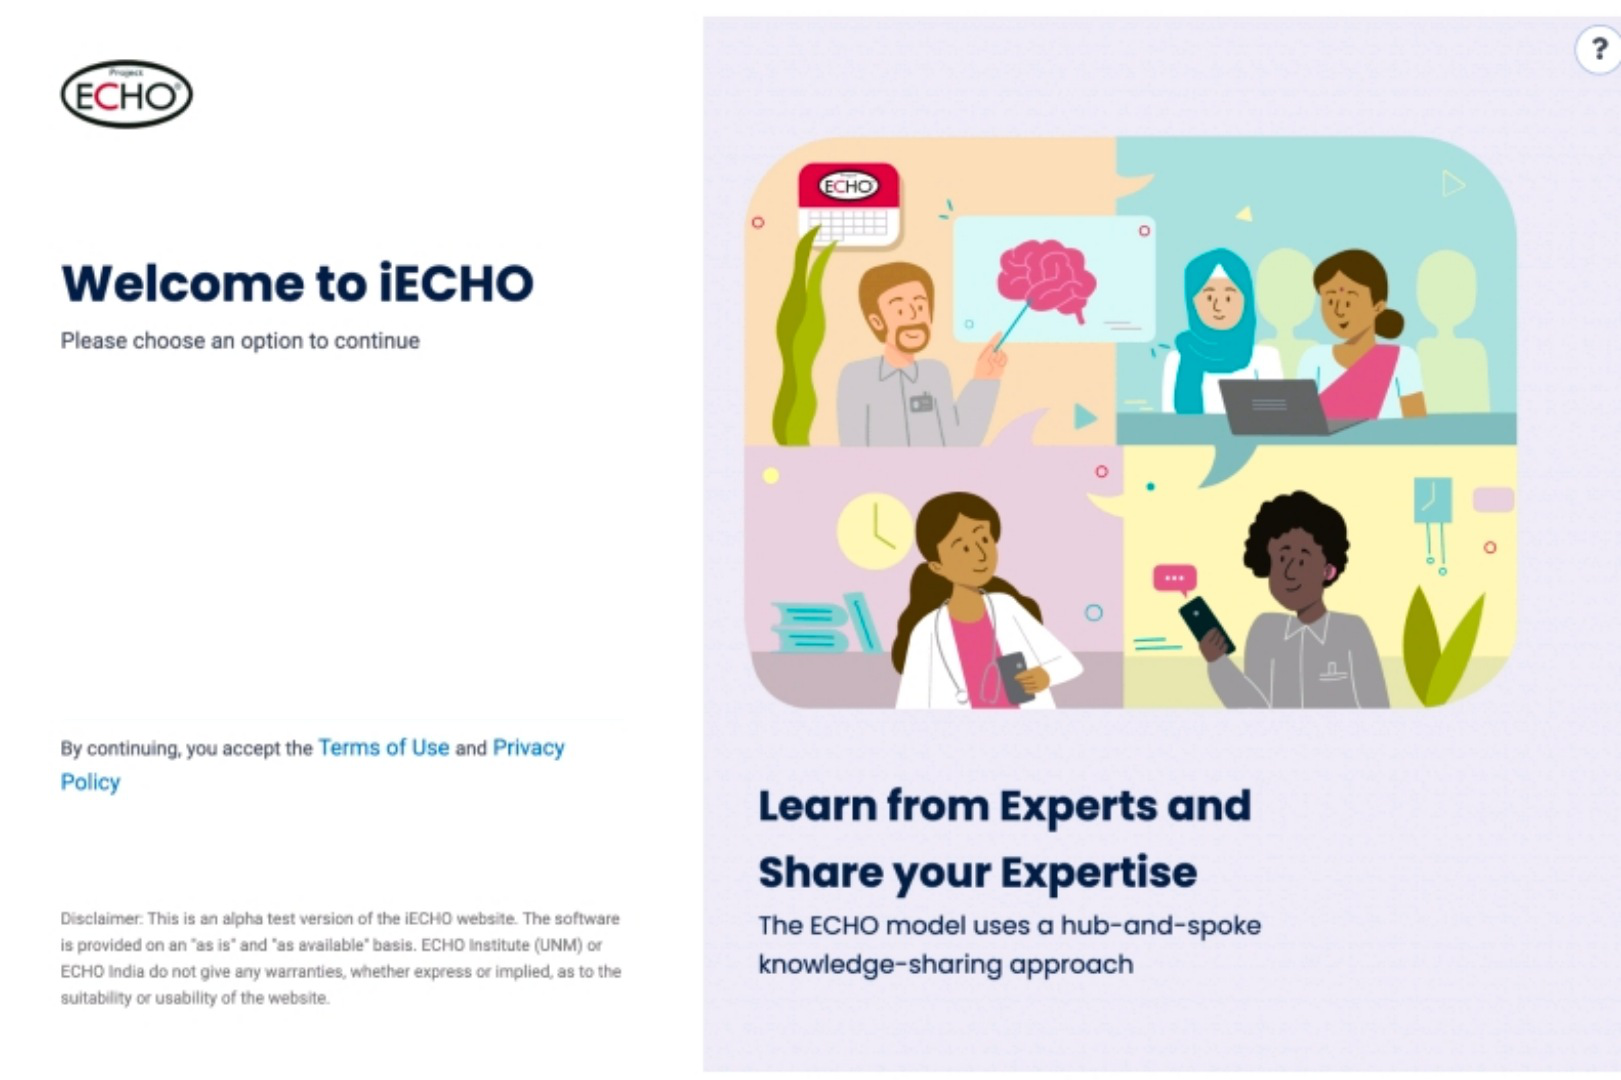 Project
ECHO®
Welcome to iECHO
Please choose an option to continue
By continuing, you accept the Terms of Use and Privacy
Policy
Disclaimer: This is an alpha test version of the iECHO website. The software
is provided on an "as is" and "as available" basis. ECHO Institute (UNM) or
ECHO India do not give any warranties, whether express or implied, as to the
suitability or usability of the website.
?
Project
ECHO
Learn from Experts and
Share your Expertise
The ECHO model uses a hub-and-spoke
knowledge-sharing approach